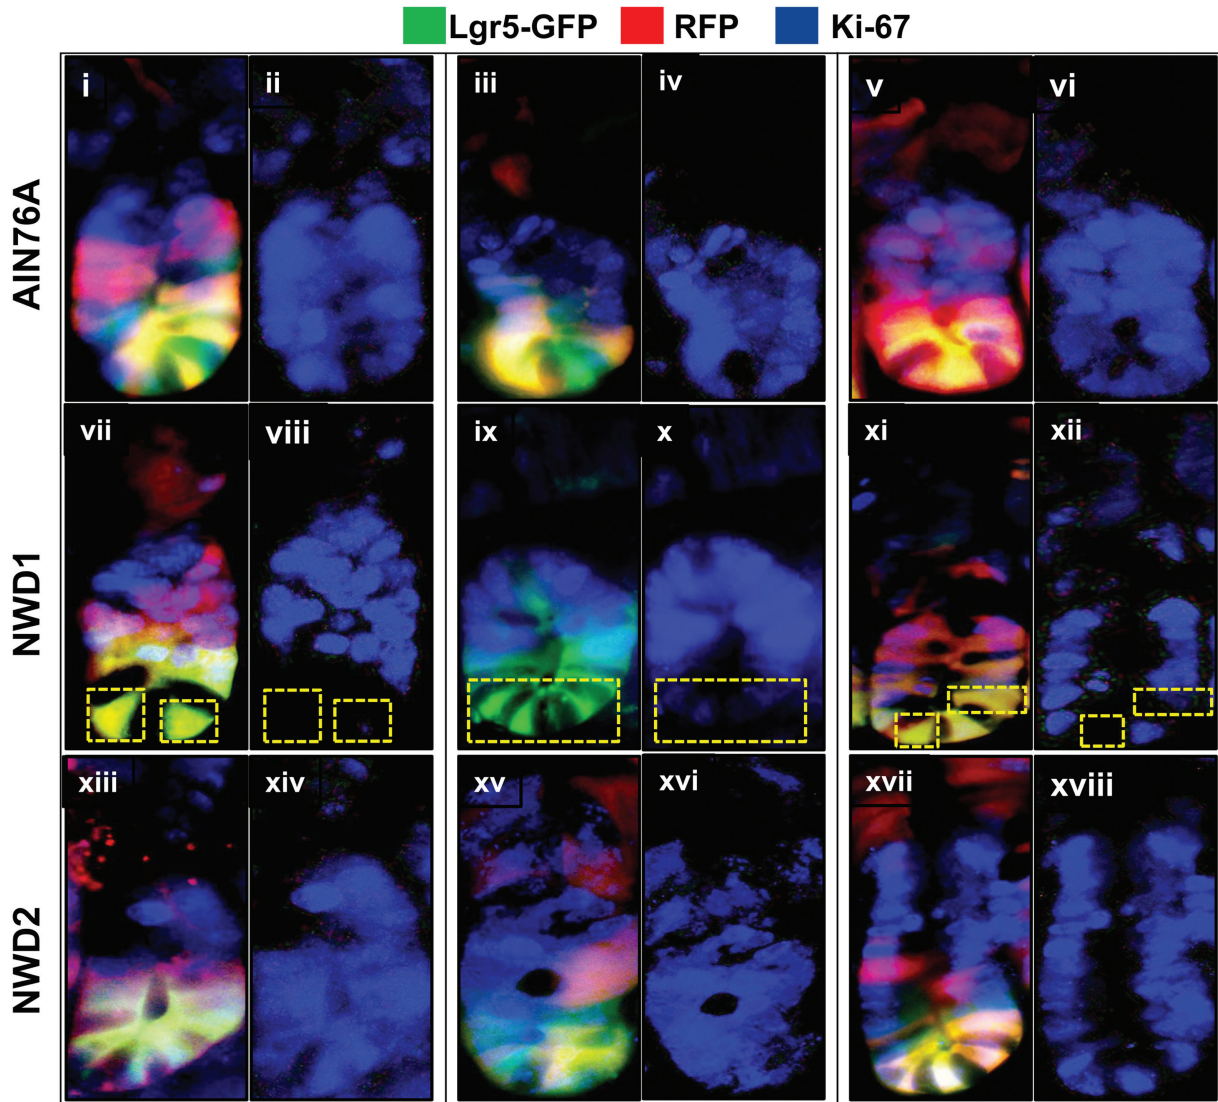 Lgr5-GFP RFP Ki-67
AIN76A
i ii iii iv v vi
NWD1
vii viii ix x xi xii
NWD2
xiii xiv xv xvi xvii xviii